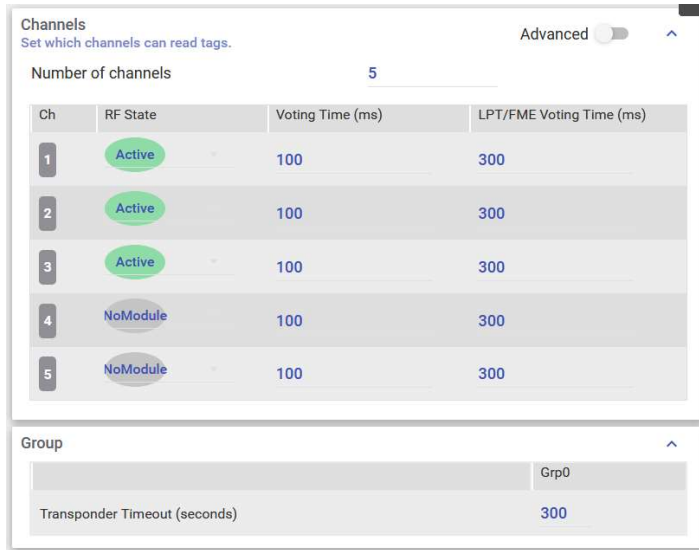 Channels
Set which channels can read tags.
Advanced
Number of channels 5
Ch RF State Voting Time (ms) LPT/FME Voting Time (ms)
1 Active 100 300
2 Active 100 300
3 Active 100 300
4 NoModule 100 300
5 NoModule 100 300
Group
Grp0
Transponder Timeout (seconds) 300